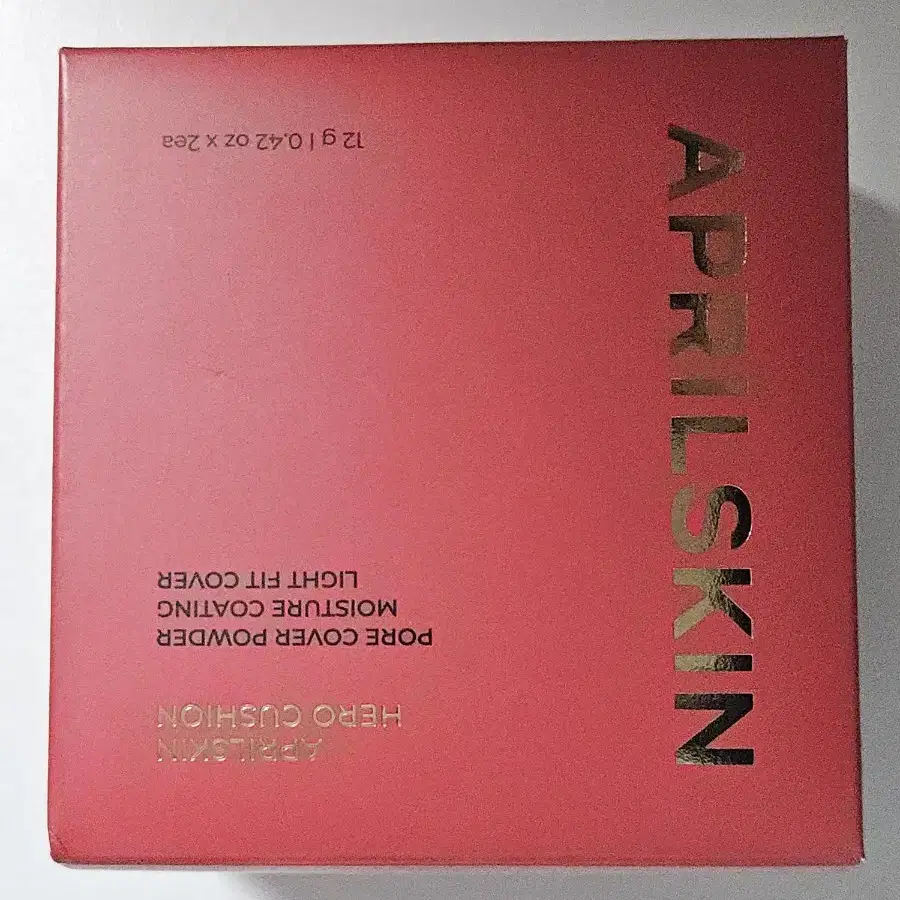 APRILSKIN
APRILSKIN
HERO CUSHION
PORE COVER POWDER
MOISTURE COATING
LIGHT FIT COVER
12 g | 0.42 oz x 2ea